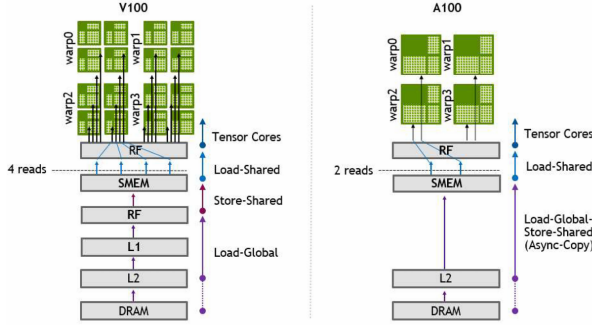 V100
warp0
warp1
warp2
warp3
Tensor Cores
RF
4 reads
Load-Shared
SMEM
Store-Shared
RF
L1
Load-Global
L2
DRAM
A100
warp0
warp1
warp2
warp3
Tensor Cores
RF
2 reads
Load-Shared
SMEM
Load-Global-
Store-Shared
(Async-Copy)
L2
DRAM